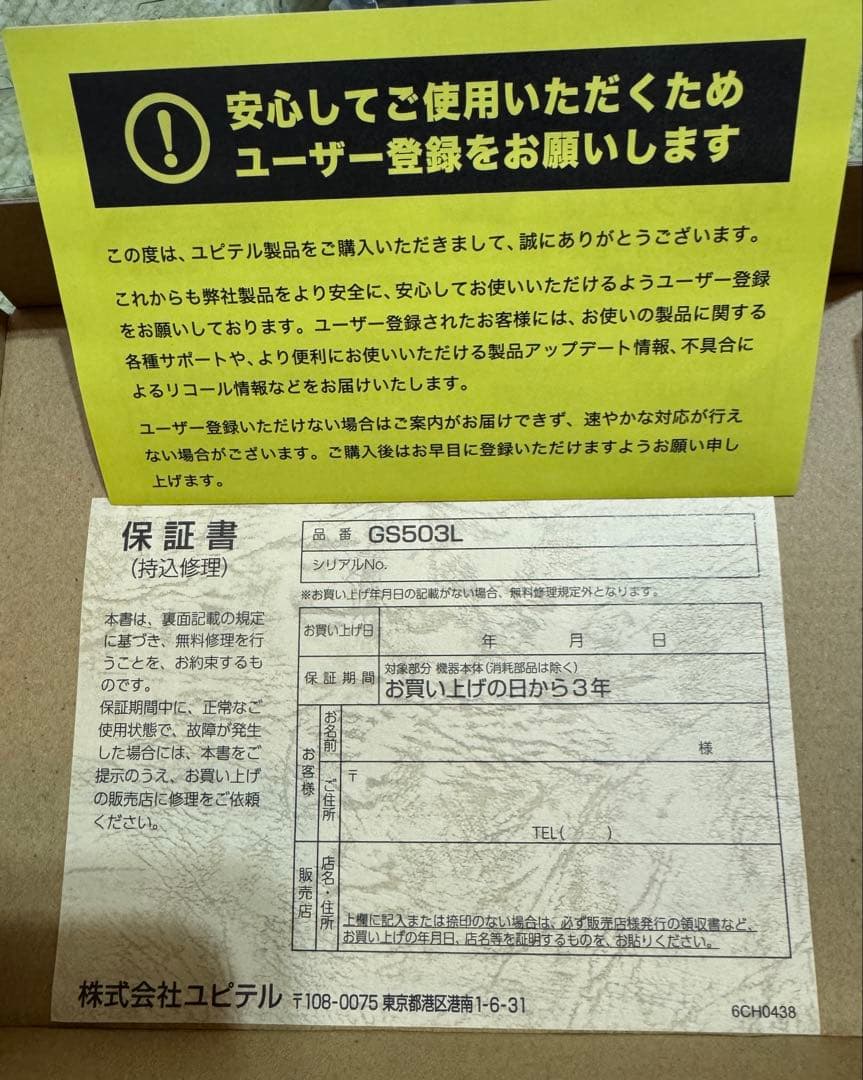 安心してご使用いただくため
ユーザー登録をお願いします
この度は、ユピテル製品をご購入いただきまして、誠にありがとうございます。
これからも弊社製品をより安全に、安心してお使いいただけるようユーザー登録
をお願いしております。ユーザー登録されたお客様には、お使いの製品に関する
各種サポートや、より便利にお使いいただける製品アップデート情報、不具合に
よるリコール情報などをお届けいたします。
ユーザー登録いただけない場合はご案内がお届けできず、速やかな対応が行え
ない場合がございます。ご購入後はお早目に登録いただけますようお願い申し
上げます。
保証書
(持込修理)
本書は、裏面記載の規定
に基づき、無料修理を行
うことを、お約束するも
のです。
保証期間中に、正常なご
使用状態で、故障が発生
した場合には、本書をご
提示のうえ、お買い上げ
の販売店に修理をご依頼
ください。
品番 GS503L
シリアルNo.
※お買い上げ年月日の記載がない場合、無料修理規定外となります。
お買い上げ日 年 月 日
保証期間 対象部分 機器本体(消耗部品は除く)
お買い上げの日から3年
お客様
お名前 様
ご住所 〒
TEL( )
販売店
店名・住所
上欄に記入または捺印のない場合は、必ず販売店様発行の領収書など、
お買い上げの年月日、店名等を証明するものを、お貼りください。
株式会社ユピテル 〒108-0075 東京都港区港南1-6-31
6CH0438